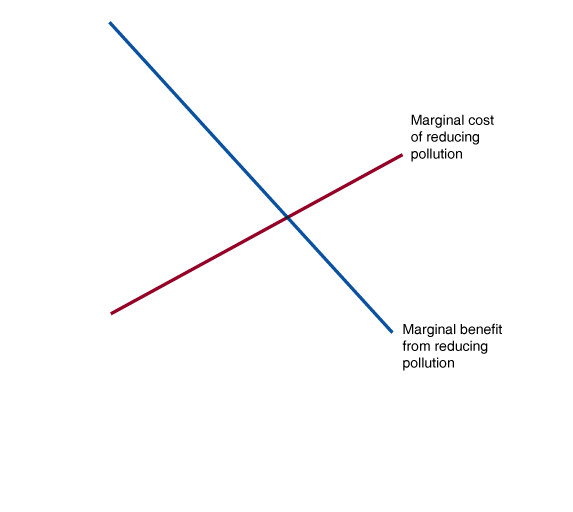 Marginal cost
of reducing
pollution
Marginal benefit
from reducing
pollution